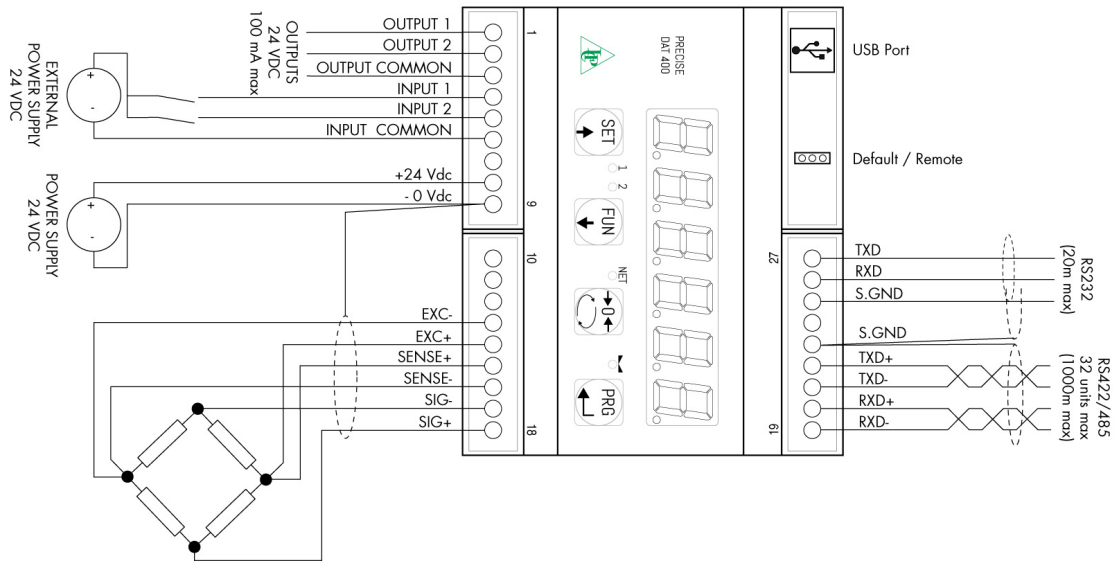 OUTPUT 1
OUTPUT 2
OUTPUT COMMON
INPUT 1
INPUT 2
INPUT COMMON
+24 Vdc
- 0 Vdc
OUTPUTS
24 VDC
100 mA max
EXTERNAL
POWER SUPPLY
24 VDC
+
-
POWER SUPPLY
24 VDC
+
-
EXC-
EXC+
SENSE+
SENSE-
SIG-
SIG+
1
9
10
18
PRECISE
DAT 400
SET
1
2
FUN
NET
0
PRG
USB Port
Default / Remote
27
19
TXD
RXD
S.GND
S.GND
TXD+
TXD-
RXD+
RXD-
RS232
(20m max)
RS422/485
32 units max
(1000m max)